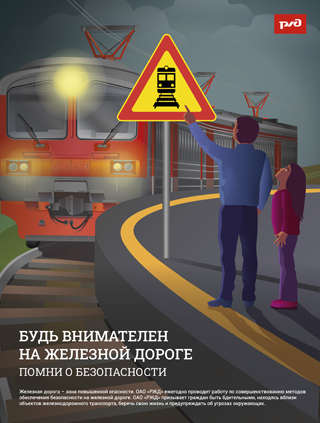 ржд
БУДЬ ВНИМАТЕЛЕН
НА ЖЕЛЕЗНОЙ ДОРОГЕ
ПОМНИ О БЕЗОПАСНОСТИ
Железная дорога – зона повышенной опасности. ОАО «РЖД» ежегодно проводит работу по совершенствованию методов
обеспечения безопасности на железной дороге. ОАО «РЖД» призывает граждан быть бдительными, находясь вблизи
объектов железнодорожного транспорта, беречь свою жизнь и предупреждать об угрозах окружающих.